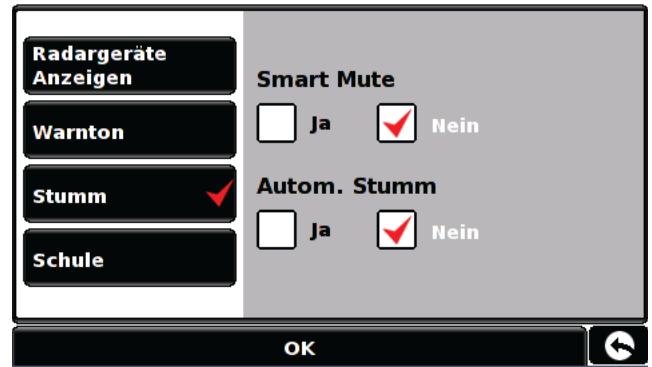 Radargeräte
Anzeigen
Warnton
Stumm
Schule
Smart Mute
Ja Nein
Autom. Stumm
Ja Nein
OK